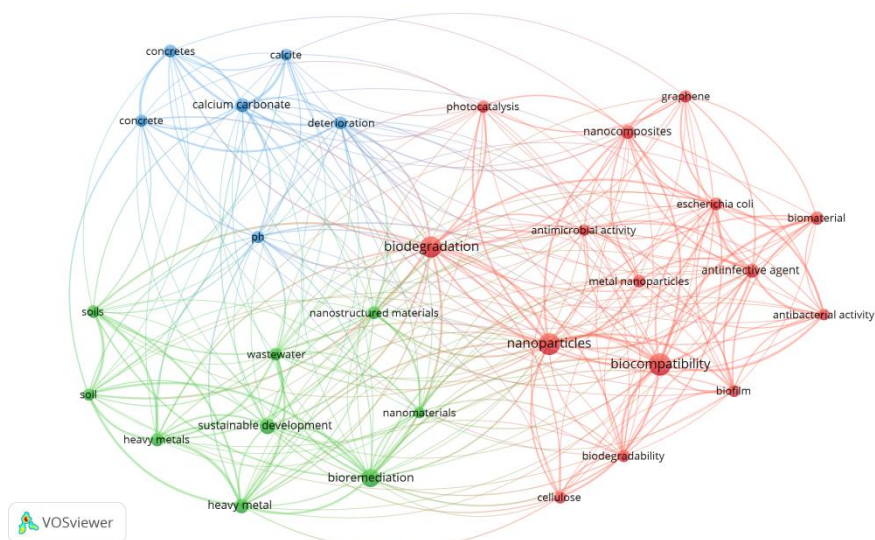 concretes
calcite
graphene
calcium carbonate
photocatalysis
concrete
deterioration
nanocomposites
escherichia coli
biomaterial
ph
biodegradation
antimicrobial activity
metal nanoparticles
antiinfective agent
soils
nanostructured materials
antibacterial activity
wastewater
nanoparticles
biocompatibility
soil
biofilm
nanomaterials
sustainable development
heavy metals
biodegradability
bioremediation
cellulose
heavy metal
VOSviewer